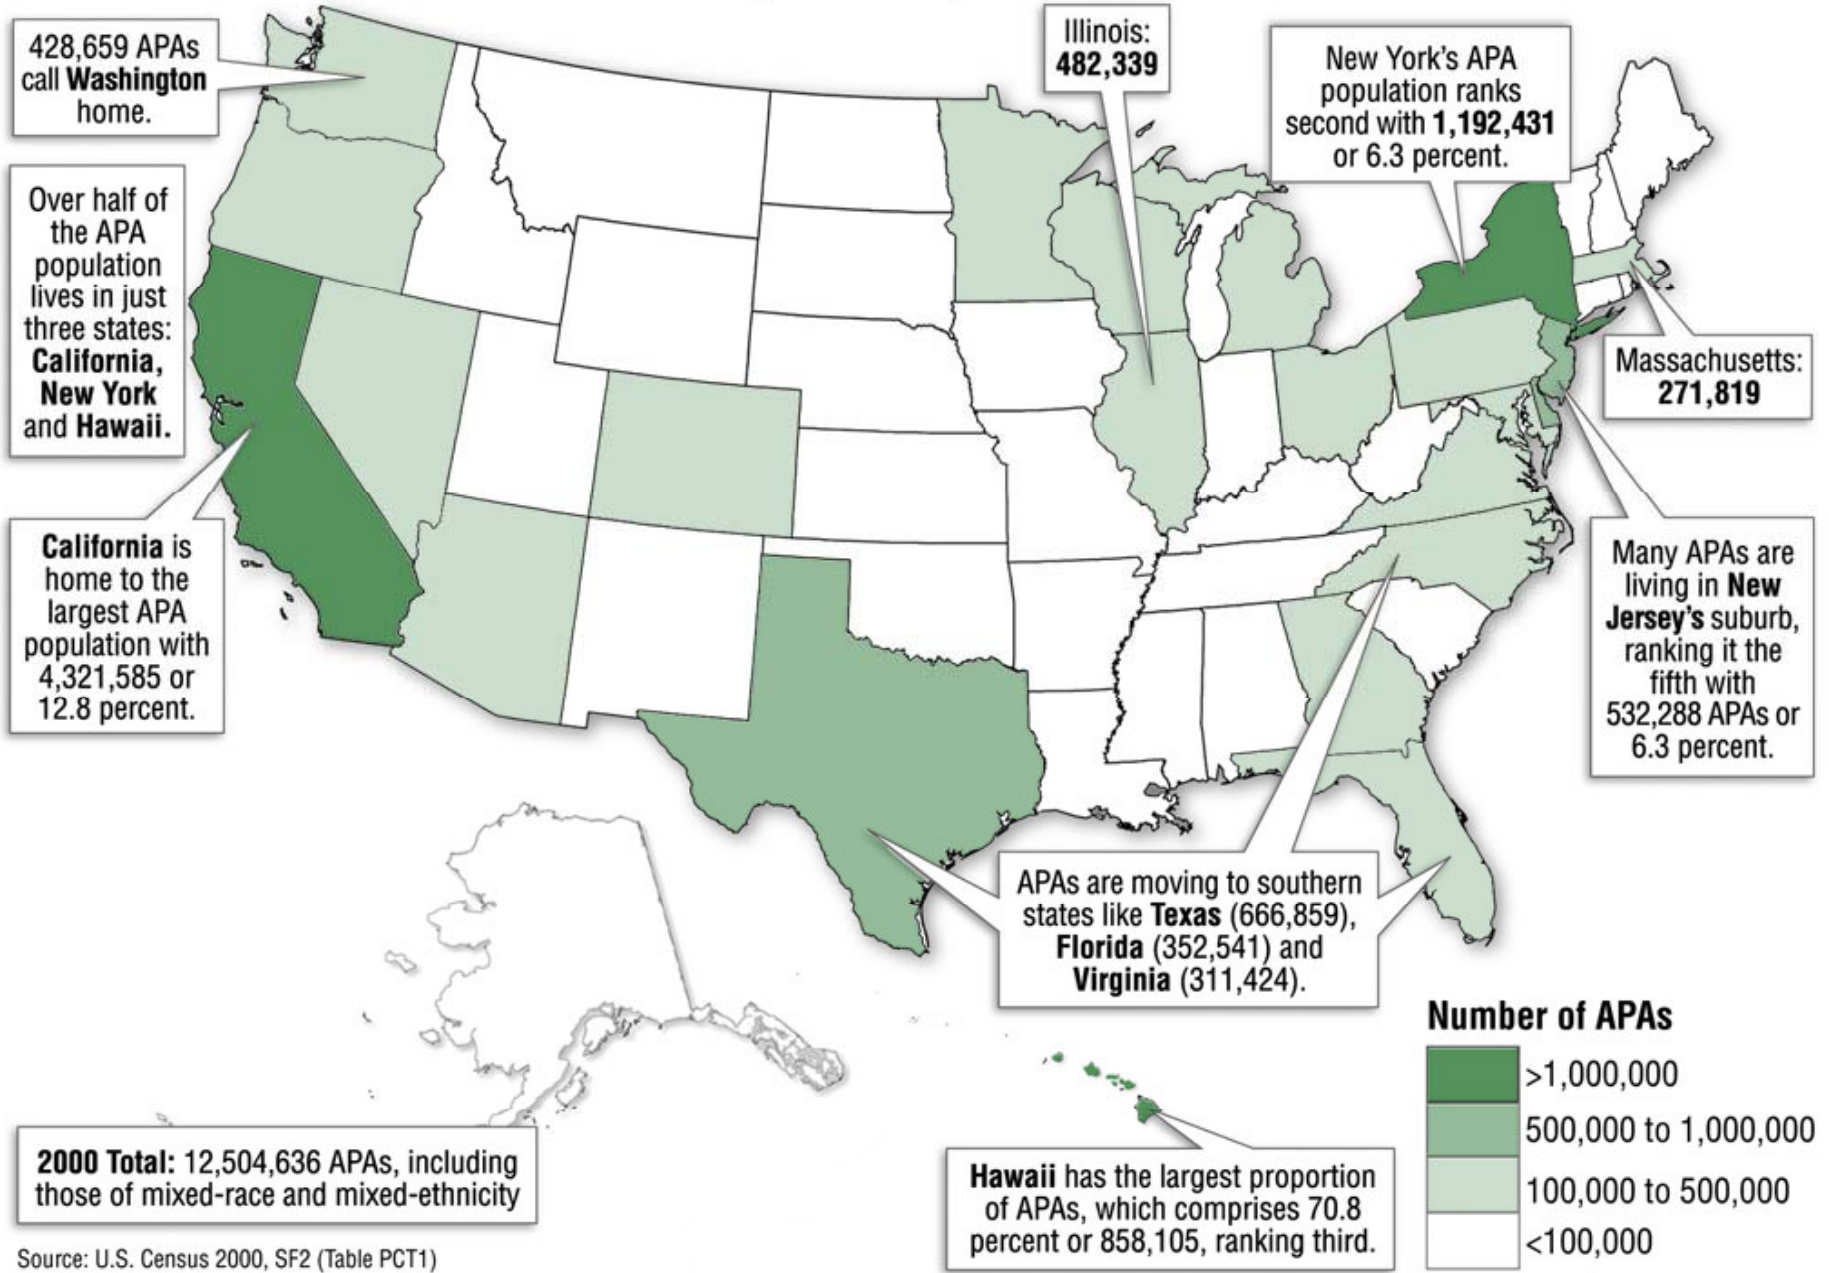 428,659 APAs
call Washington
home.
Illinois:
482,339
New York's APA
population ranks
second with 1,192,431
or 6.3 percent.
Over half of
the APA
population
lives in just
three states:
California,
New York
and Hawaii.
Massachusetts:
271,819
California is
home to the
largest APA
population with
4,321,585 or
12.8 percent.
Many APAs are
living in New
Jersey's suburb,
ranking it the
fifth with
532,288 APAs or
6.3 percent.
APAs are moving to southern
states like Texas (666,859),
Florida (352,541) and
Virginia (311,424).
Number of APAs
>1,000,000
500,000 to 1,000,000
100,000 to 500,000
<100,000
2000 Total: 12,504,636 APAs, including
those of mixed-race and mixed-ethnicity
Hawaii has the largest proportion
of APAs, which comprises 70.8
percent or 858,105, ranking third.
Source: U.S. Census 2000, SF2 (Table PCT1)